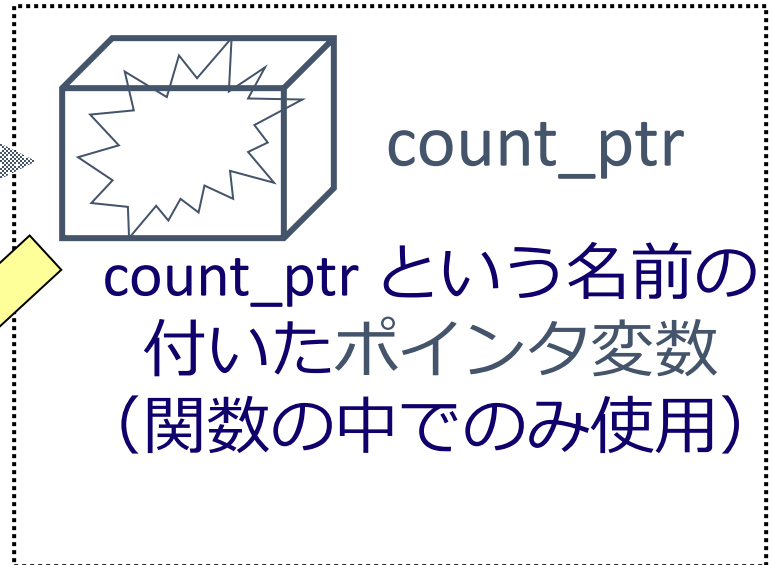 count_ptr
count_ptr という名前の
付いたポインタ変数
（関数の中でのみ使用）